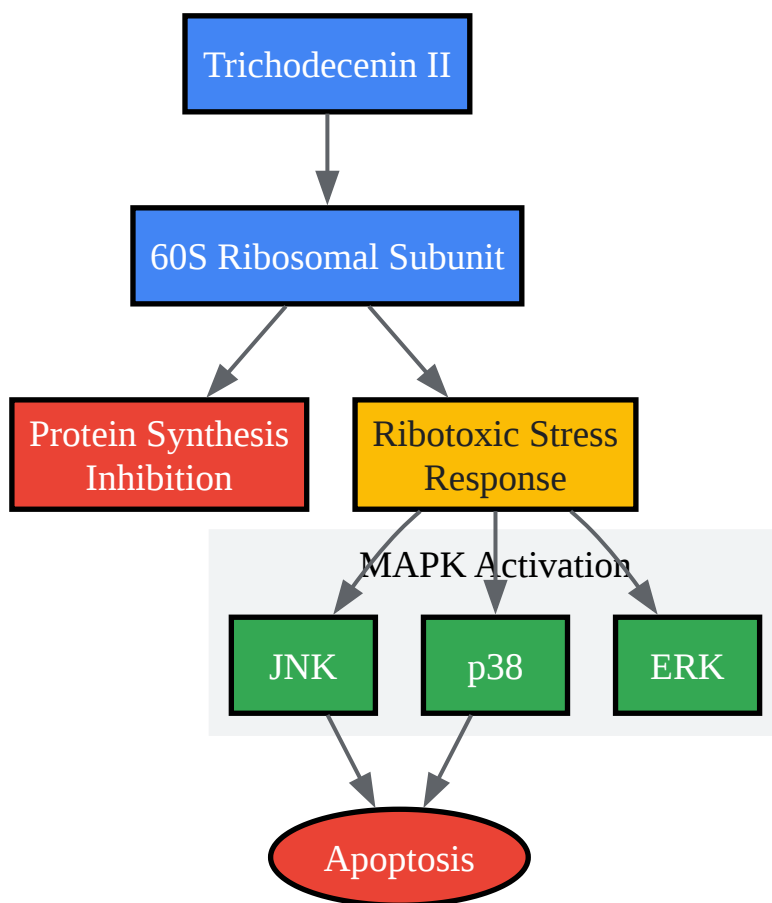 Trichodecenin II
60S Ribosomal Subunit
Protein Synthesis
Inhibition
Ribotoxic Stress
Response
MAPK Activation
JNK
p38
ERK
Apoptosis